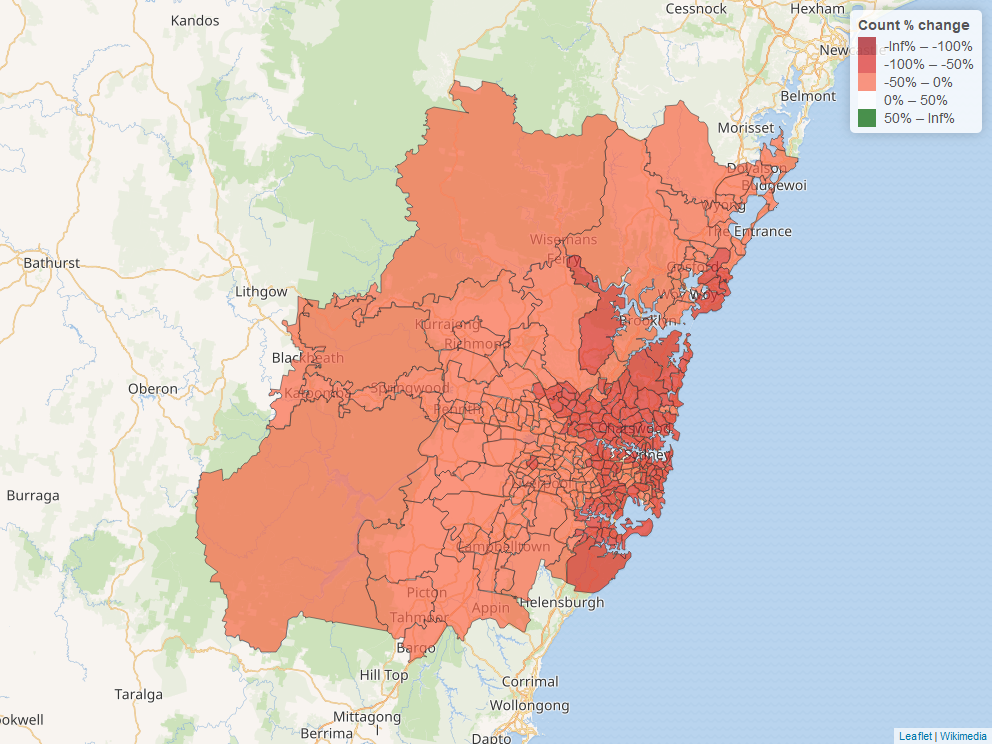 Cessnock
Hexham
Kandos
Count % change
-Inf% – -100%
-100% – -50%
-50% – 0%
0% – 50%
50% – Inf%
Belmont
Morisset
Doyalson
Budgewoi
Wyong
The Entrance
Wisemans
Ferry
Bathurst
Gosford
Lithgow
Woy Woy
Brooklyn
Kurrajong
Richmond
Blackheath
Oberon
Katoomba
Springwood
Penrith
Chatswood
Sydney
Liverpool
Burraga
Campbelltown
Picton
Appin
Helensburgh
Tahmoor
Bargo
Hill Top
Corrimal
Taralga
Wollongong
Mittagong
Berrima
Dapto
Leaflet | Wikimedia